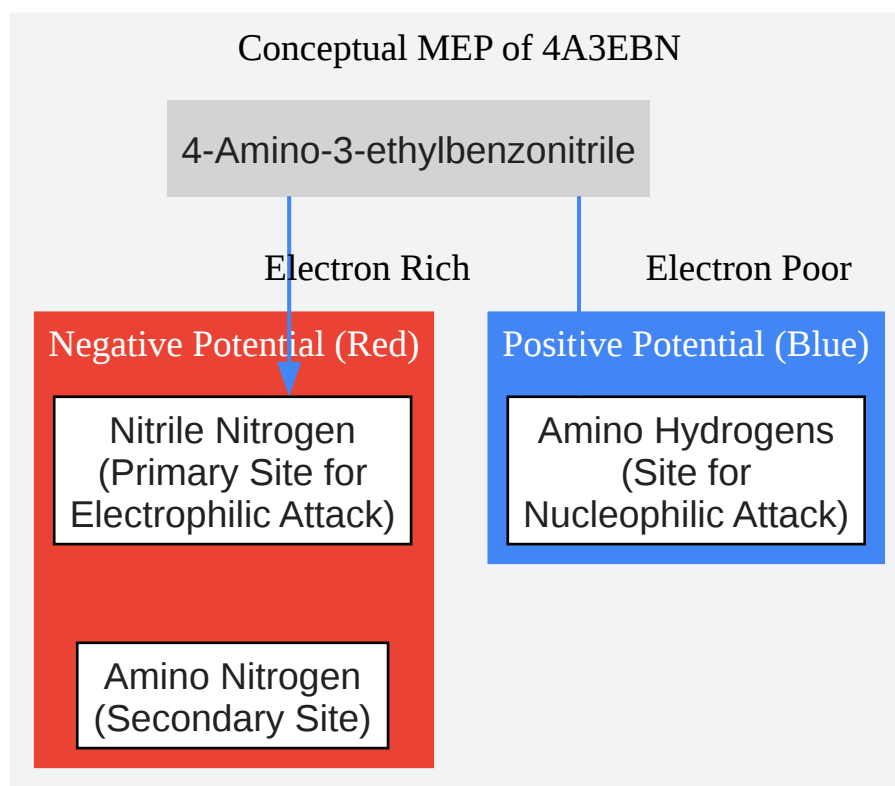 Conceptual MEP of 4A3EBN
4-Amino-3-ethylbenzonitrile
Electron Rich
Electron Poor
Negative Potential (Red)
Nitrile Nitrogen
(Primary Site for
Electrophilic Attack)
Amino Nitrogen
(Secondary Site)
Positive Potential (Blue)
Amino Hydrogens
(Site for
Nucleophilic Attack)